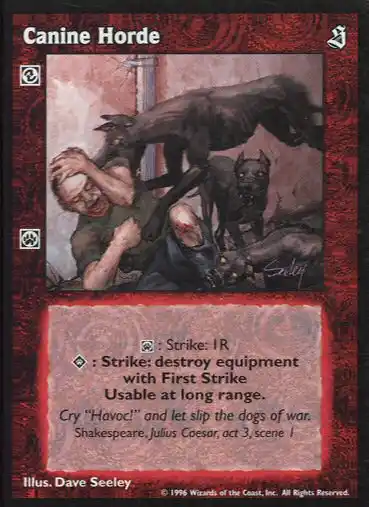 Canine Horde
Seeley
: Strike: 1R
: Strike: destroy equipment
with First Strike
Usable at long range.
Cry "Havoc!" and let slip the dogs of war.
Shakespeare, Julius Caesar, act 3, scene 1
Illus. Dave Seeley
© 1996 Wizards of the Coast, Inc. All Rights Reserved.